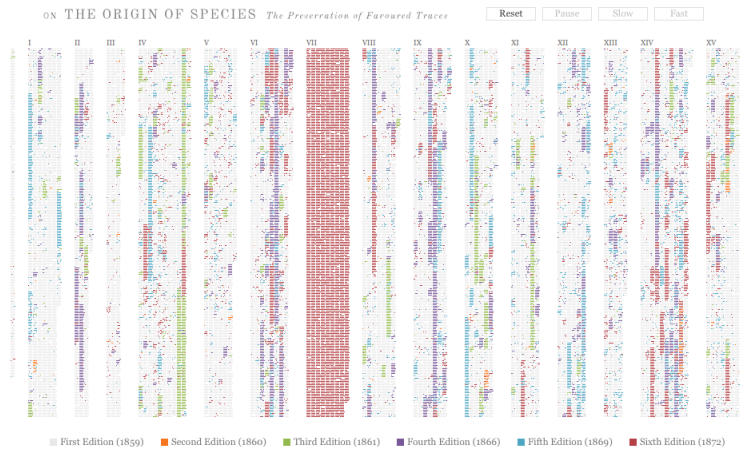 ON THE ORIGIN OF SPECIES The Preservation of Favoured Traces
Reset Pause Slow Fast
I II III IV V VI VII VIII IX X XI XII XIII XIV XV
First Edition (1859) Second Edition (1860) Third Edition (1861) Fourth Edition (1866) Fifth Edition (1869) Sixth Edition (1872)